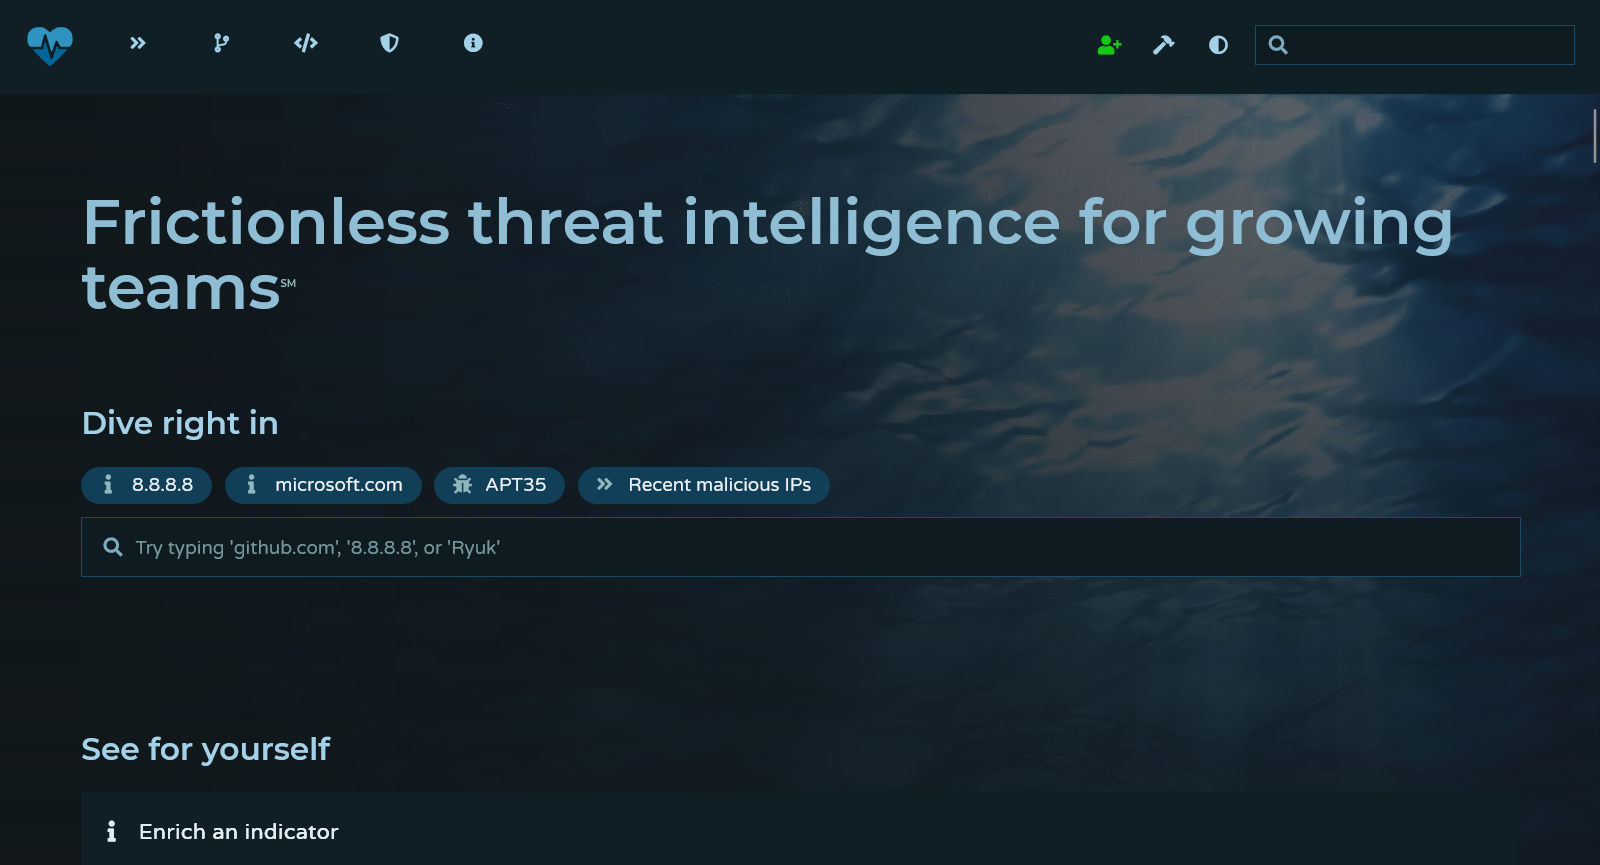 Frictionless threat intelligence for growing
teams℠
Dive right in
8.8.8.8
microsoft.com
APT35
Recent malicious IPs
Try typing 'github.com', '8.8.8.8', or 'Ryuk'
See for yourself
Enrich an indicator